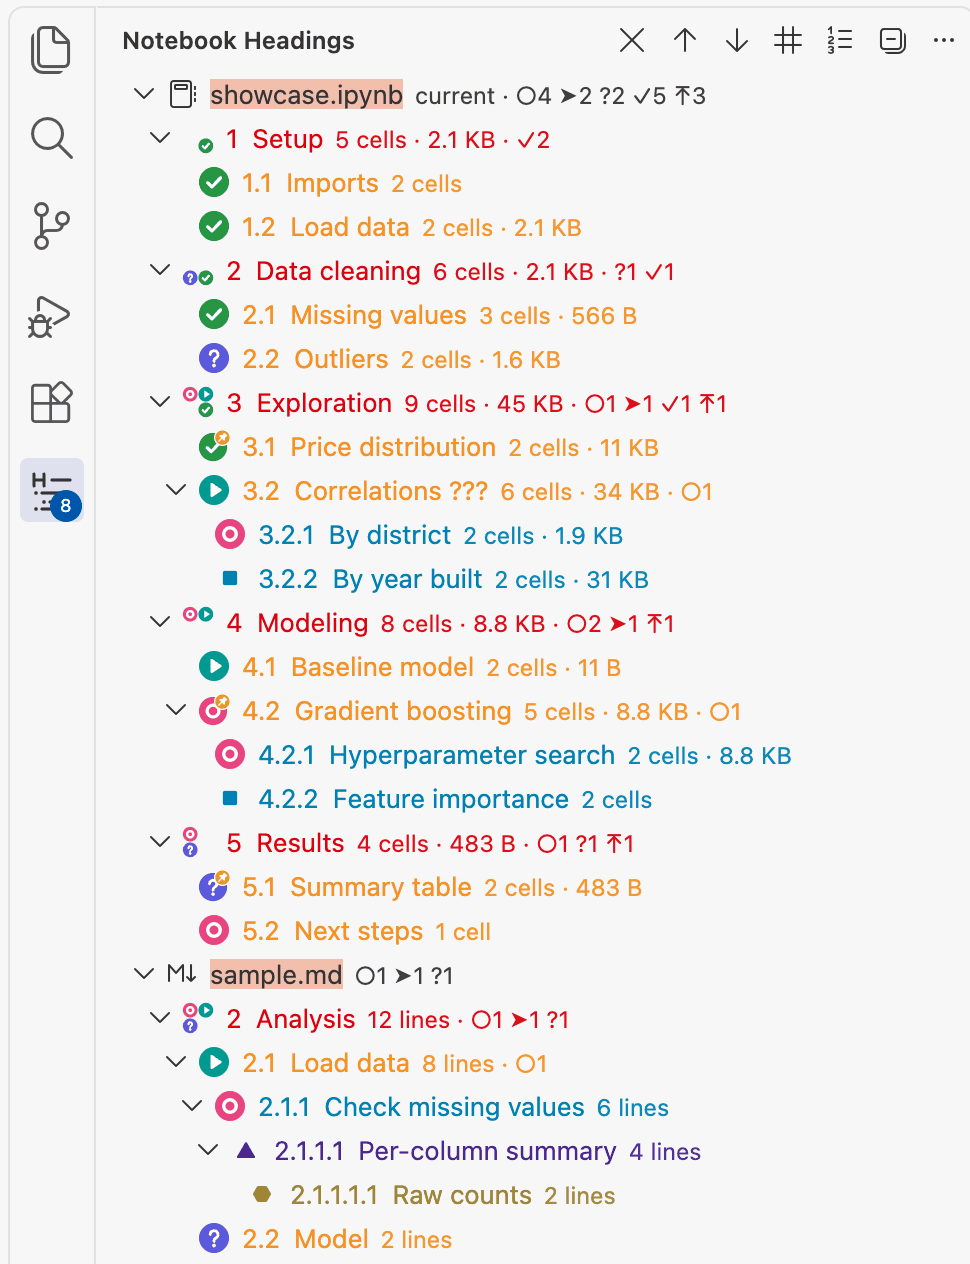 Notebook Headings
showcase.ipynb current · ○4 ➤2 ?2 ✓5 ⤒3
1 Setup 5 cells · 2.1 KB · ✓2
1.1 Imports 2 cells
1.2 Load data 2 cells · 2.1 KB
2 Data cleaning 6 cells · 2.1 KB · ?1 ✓1
2.1 Missing values 3 cells · 566 B
2.2 Outliers 2 cells · 1.6 KB
3 Exploration 9 cells · 45 KB · ○1 ➤1 ✓1 ⤒1
3.1 Price distribution 2 cells · 11 KB
3.2 Correlations ??? 6 cells · 34 KB · ○1
8
3.2.1 By district 2 cells · 1.9 KB
3.2.2 By year built 2 cells · 31 KB
4 Modeling 8 cells · 8.8 KB · ○2 ➤1 ⤒1
4.1 Baseline model 2 cells · 11 B
4.2 Gradient boosting 5 cells · 8.8 KB · ○1
4.2.1 Hyperparameter search 2 cells · 8.8 KB
4.2.2 Feature importance 2 cells
5 Results 4 cells · 483 B · ○1 ?1 ⤒1
5.1 Summary table 2 cells · 483 B
5.2 Next steps 1 cell
M↓ sample.md ○1 ➤1 ?1
2 Analysis 12 lines · ○1 ➤1 ?1
2.1 Load data 8 lines · ○1
2.1.1 Check missing values 6 lines
2.1.1.1 Per-column summary 4 lines
2.1.1.1.1 Raw counts 2 lines
2.2 Model 2 lines